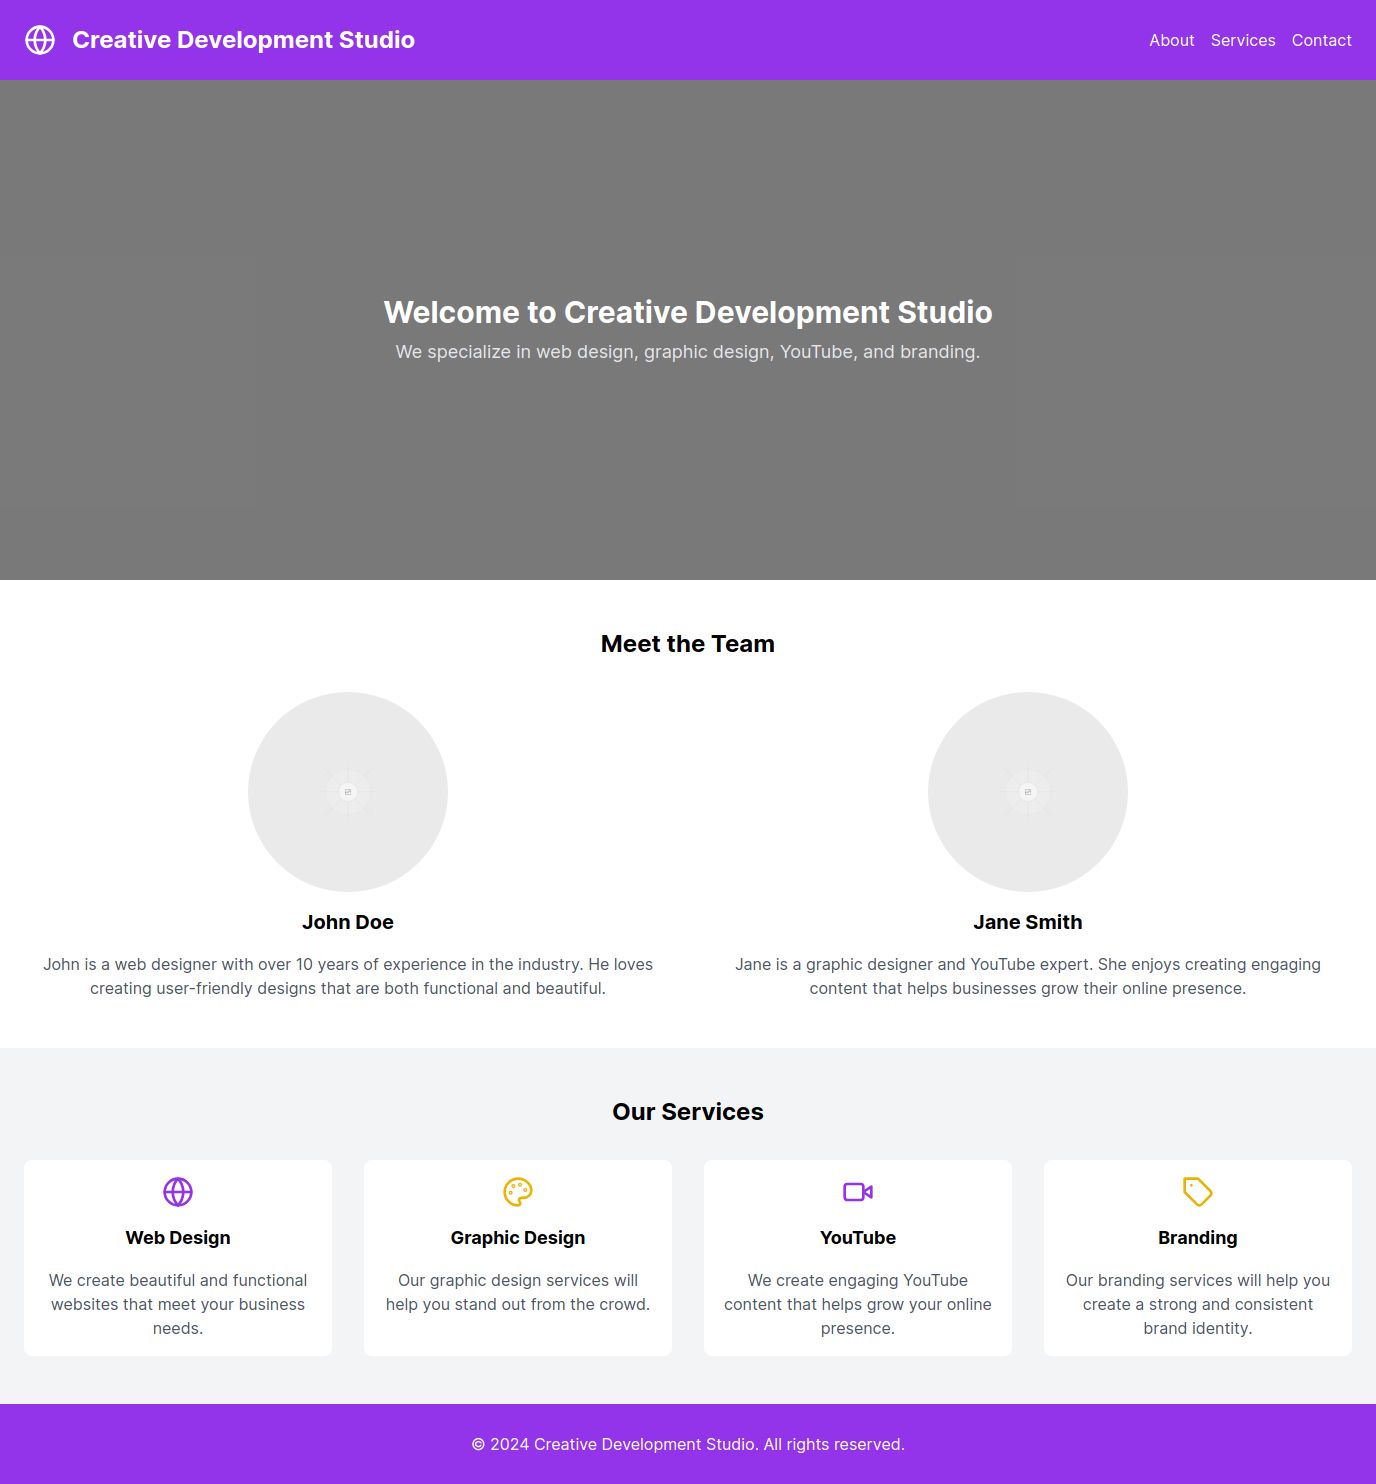 Creative Development Studio
About Services Contact
Welcome to Creative Development Studio
We specialize in web design, graphic design, YouTube, and branding.
Meet the Team
John Doe
John is a web designer with over 10 years of experience in the industry. He loves
creating user-friendly designs that are both functional and beautiful.
Jane Smith
Jane is a graphic designer and YouTube expert. She enjoys creating engaging
content that helps businesses grow their online presence.
Our Services
Web Design
We create beautiful and functional
websites that meet your business
needs.
Graphic Design
Our graphic design services will
help you stand out from the crowd.
YouTube
We create engaging YouTube
content that helps grow your online
presence.
Branding
Our branding services will help you
create a strong and consistent
brand identity.
© 2024 Creative Development Studio. All rights reserved.